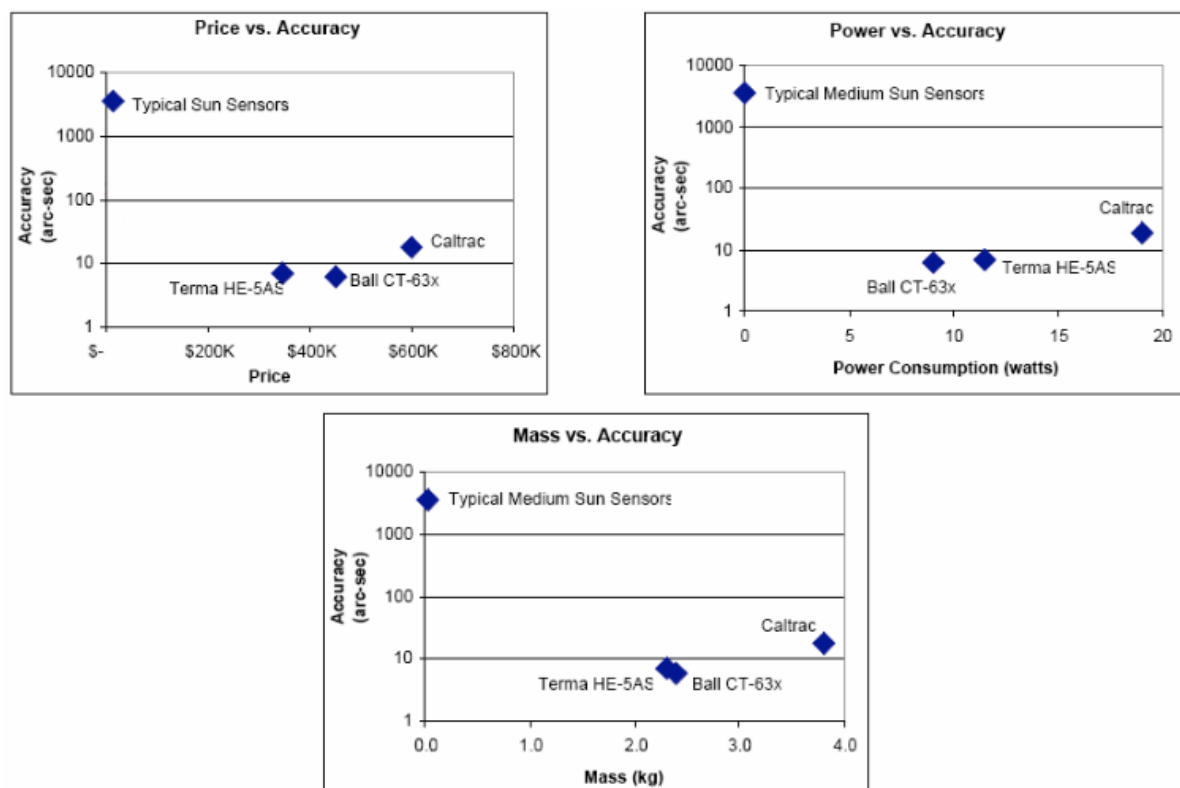 Price vs. Accuracy
10000
1000
100
10
1
Accuracy
(arc-sec)
Typical Sun Sensors
Caltrac
Terma HE-5AS
Ball CT-63x
$-
$200K
$400K
$600K
$800K
Price
Power vs. Accuracy
10000
1000
100
10
1
Accuracy
(arc-sec)
Typical Medium Sun Sensors
Caltrac
Terma HE-5AS
Ball CT-63x
0
5
10
15
20
Power Consumption (watts)
Mass vs. Accuracy
10000
1000
100
10
1
Accuracy
(arc-sec)
Typical Medium Sun Sensors
Caltrac
Terma HE-5AS
Ball CT-63x
0.0
1.0
2.0
3.0
4.0
Mass (kg)